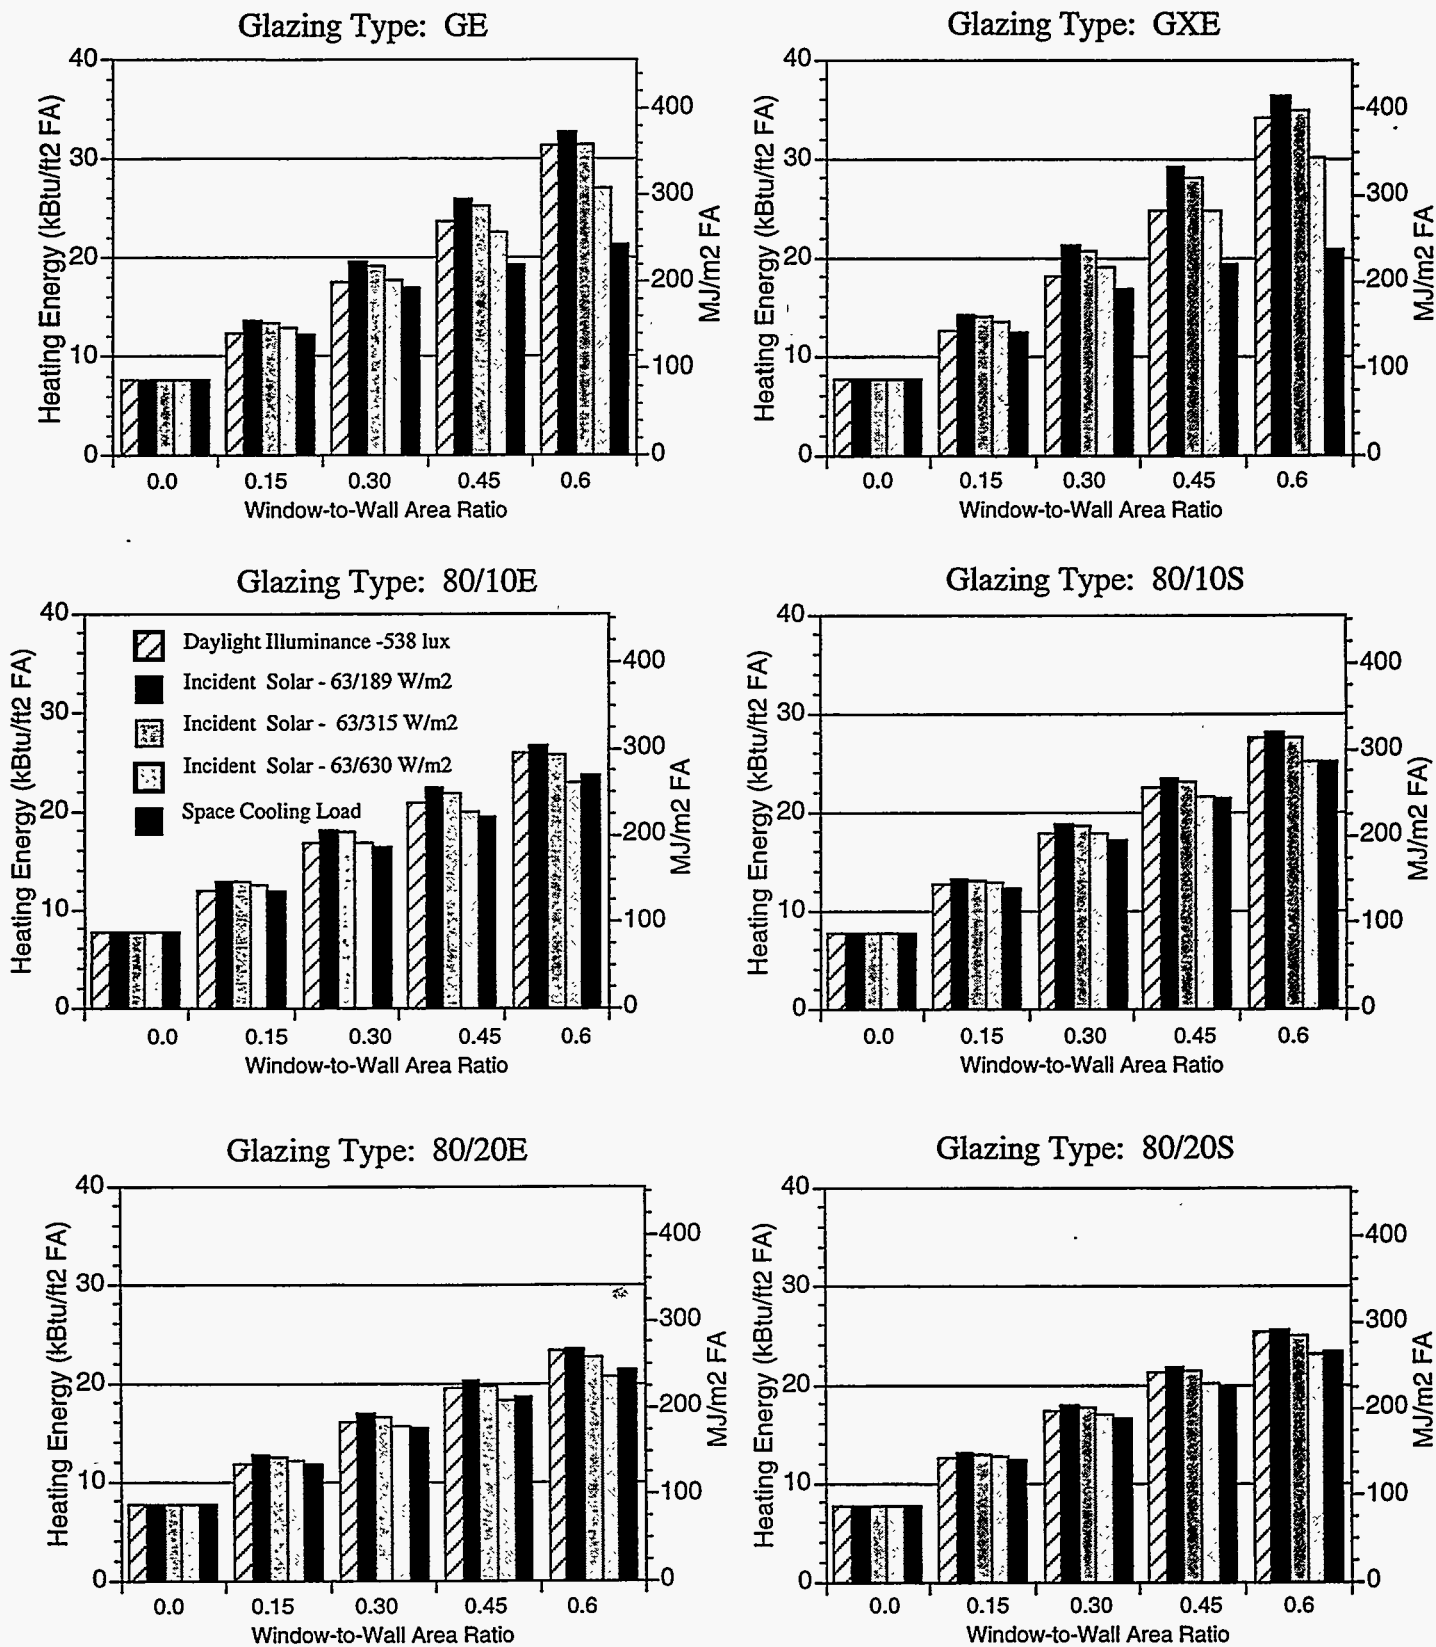 Glazing Type: GE
40
30
20
10
0
Heating Energy (kBtu/ft2 FA)
400
300
200
100
0
MJ/m2 FA
0.0 0.15 0.30 0.45 0.6
Window-to-Wall Area Ratio
Glazing Type: GXE
40
30
20
10
0
Heating Energy (kBtu/ft2 FA)
400
300
200
100
0
MJ/m2 FA
0.0 0.15 0.30 0.45 0.6
Window-to-Wall Area Ratio
Glazing Type: 80/10E
40
30
20
10
0
Heating Energy (kBtu/ft2 FA)
Daylight Illuminance -538 lux
Incident Solar - 63/189 W/m2
Incident Solar - 63/315 W/m2
Incident Solar - 63/630 W/m2
Space Cooling Load
400
300
200
100
0
MJ/m2 FA
0.0 0.15 0.30 0.45 0.6
Window-to-Wall Area Ratio
Glazing Type: 80/10S
40
30
20
10
0
Heating Energy (kBtu/ft2 FA)
400
300
200
100
0
MJ/m2 FA)
0.0 0.15 0.30 0.45 0.6
Window-to-Wall Area Ratio
Glazing Type: 80/20E
40
30
20
10
0
Heating Energy (kBtu/ft2 FA)
400
300
200
100
0
MJ/m2 FA
0.0 0.15 0.30 0.45 0.6
Window-to-Wall Area Ratio
Glazing Type: 80/20S
40
30
20
10
0
Heating Energy (kBtu/ft2 FA)
400
300
200
100
0
MJ/m2 FA
0.0 0.15 0.30 0.45 0.6
Window-to-Wall Area Ratio